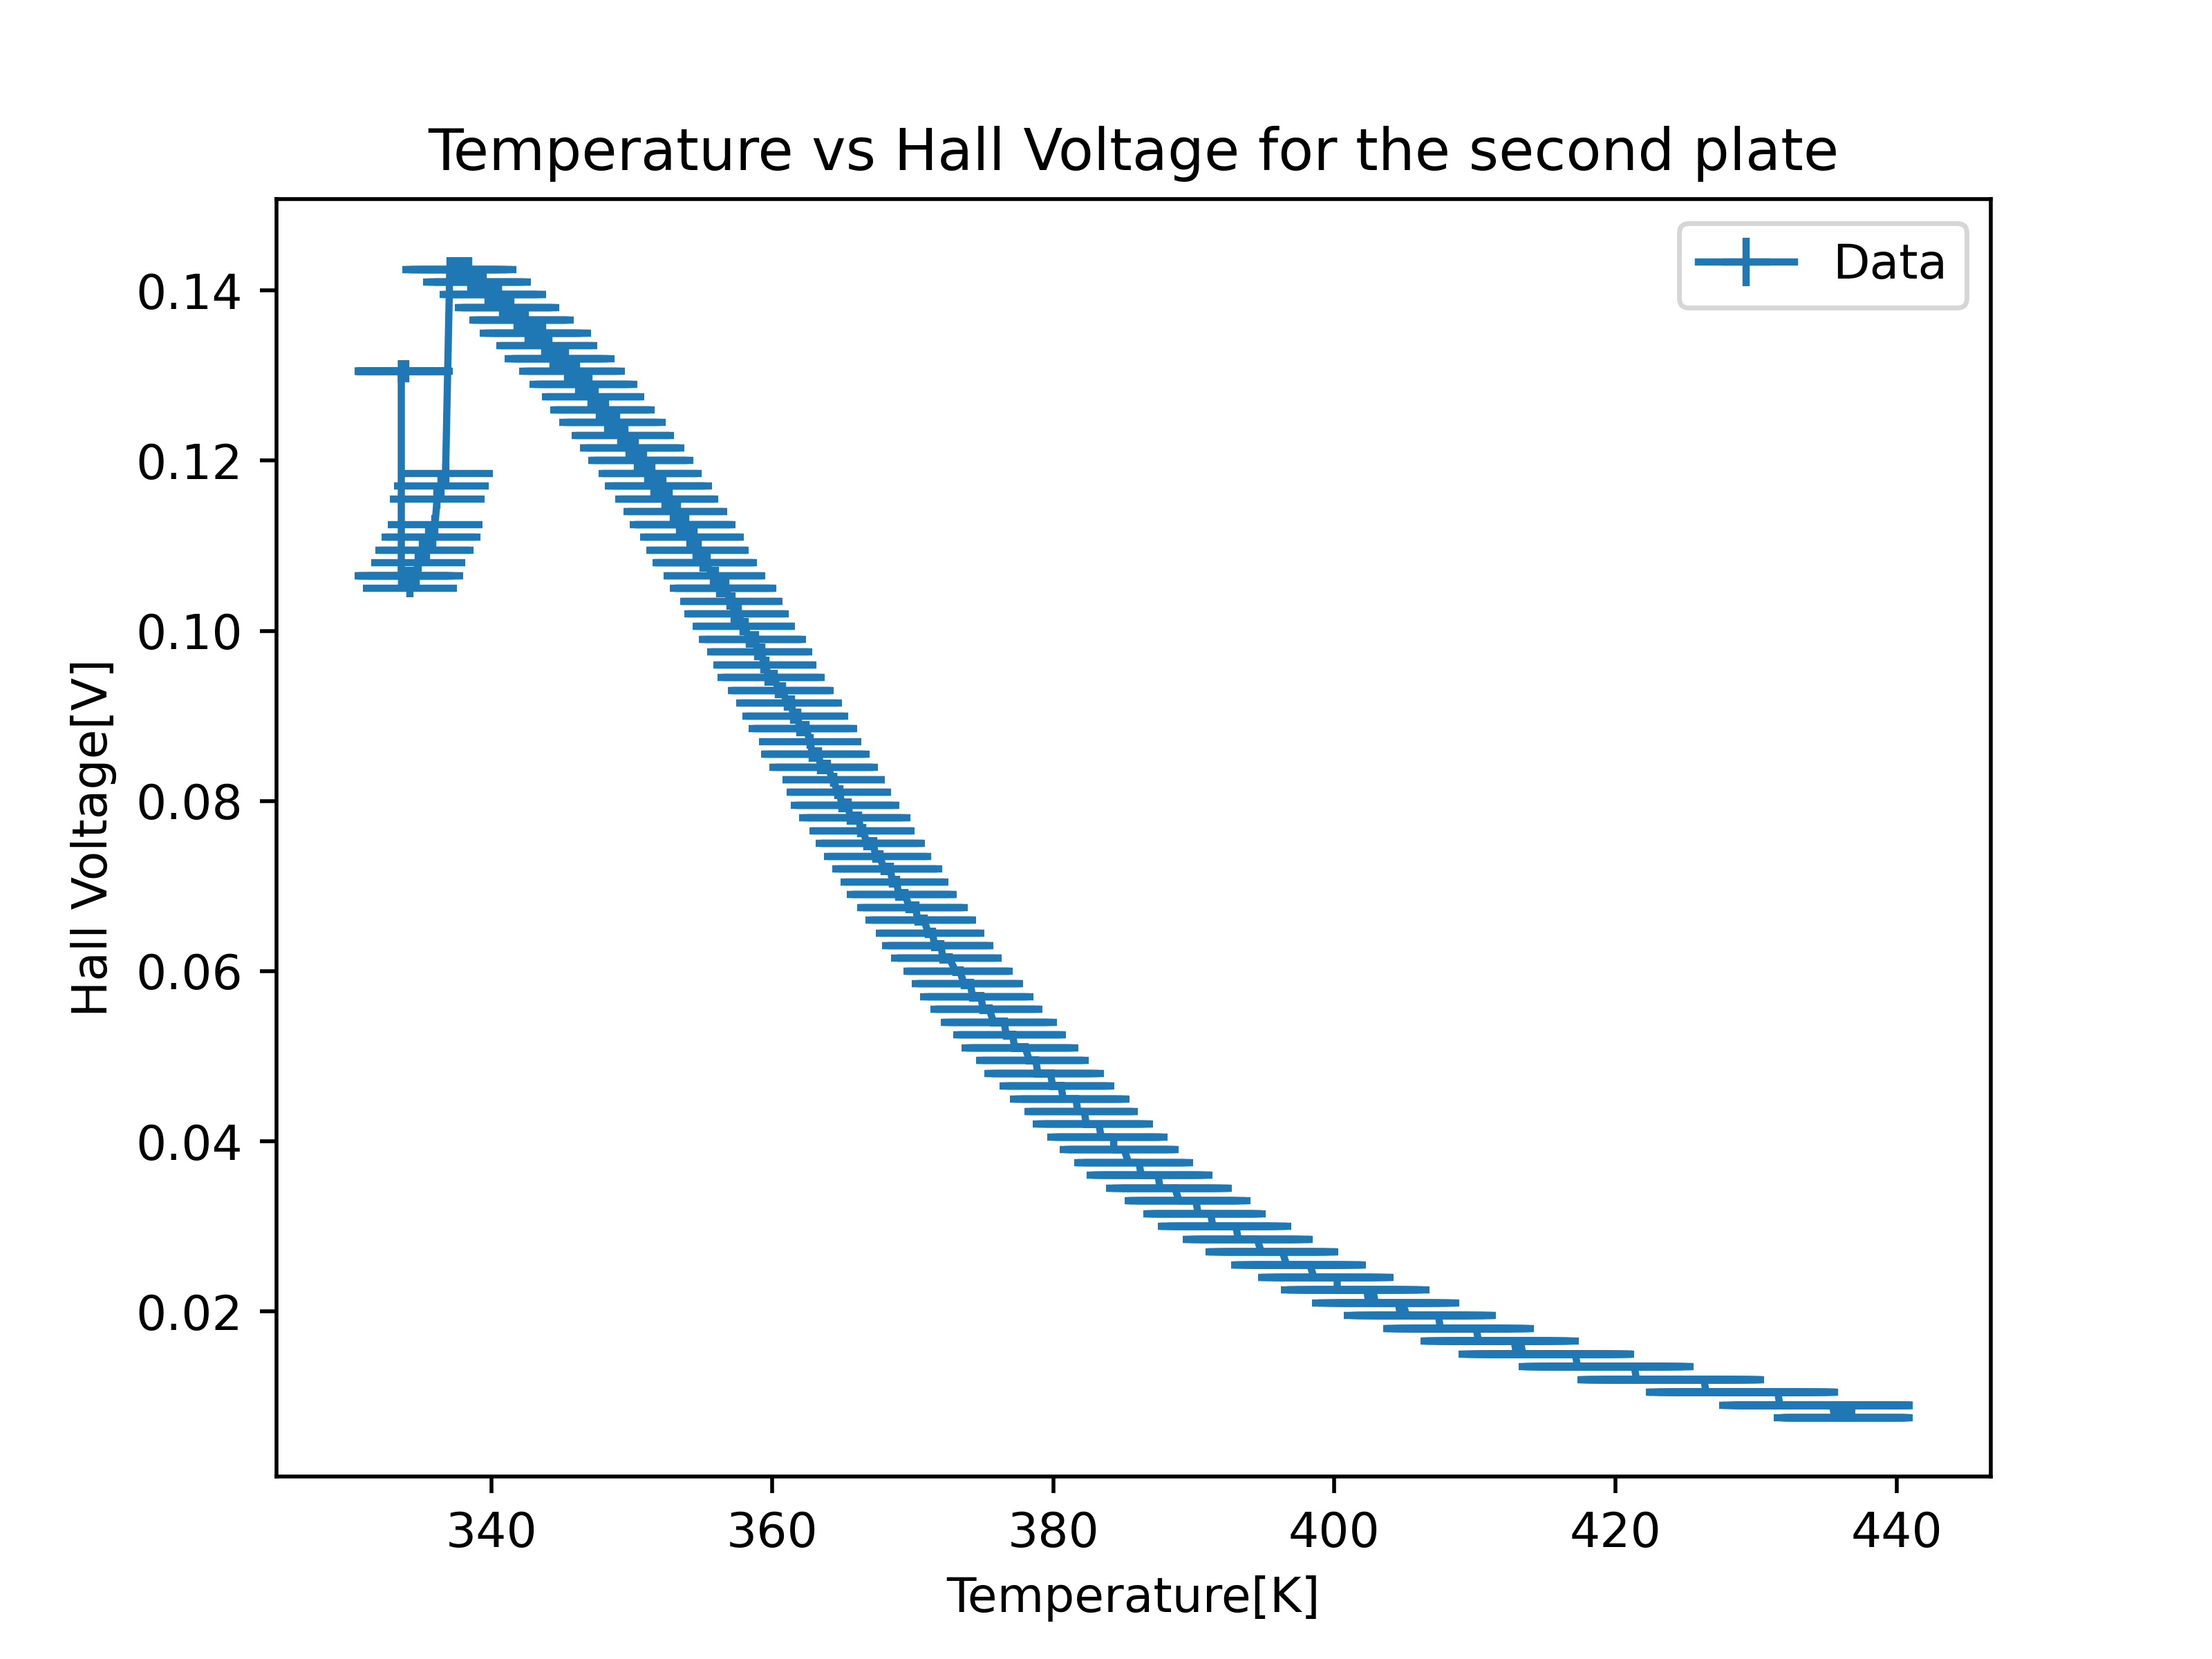 Temperature vs Hall Voltage for the second plate
Data
0.14
0.12
0.10
0.08
0.06
0.04
0.02
Hall Voltage[V]
340 360 380 400 420 440
Temperature[K]